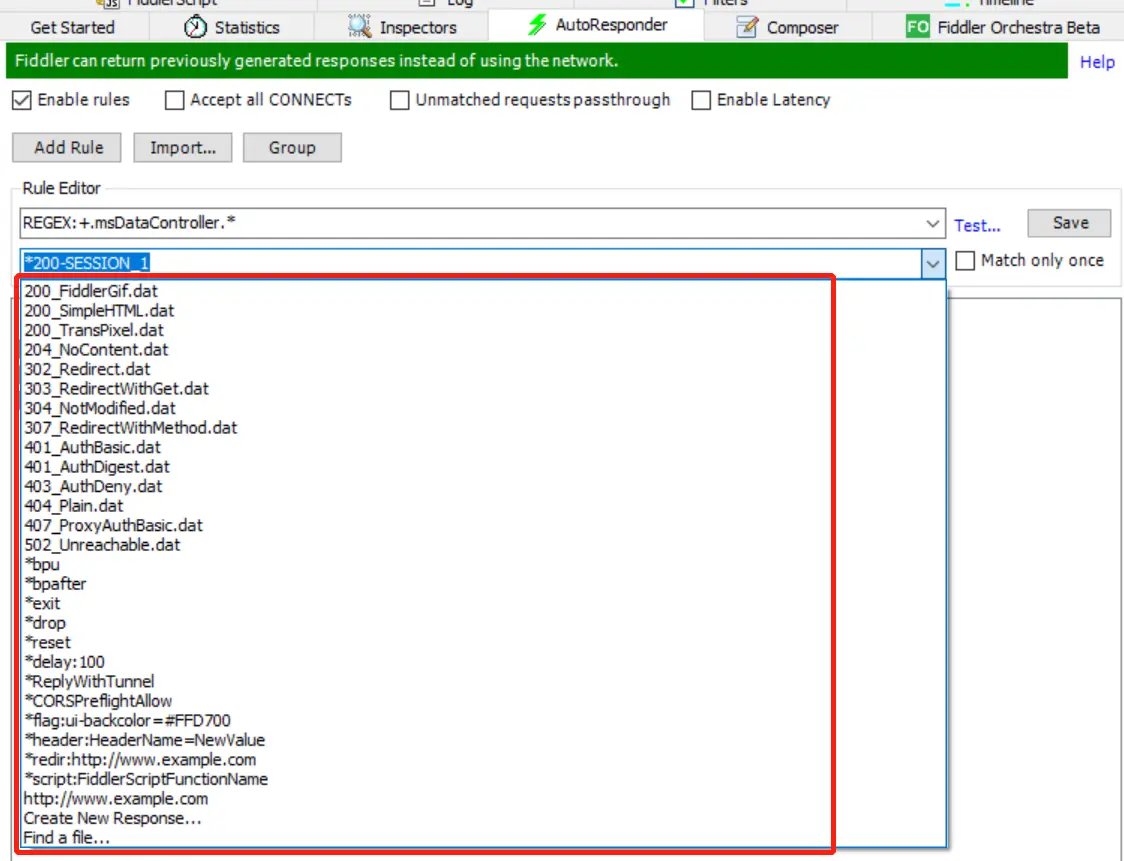 FiddlerScript Log Filters Timeline
Get Started Statistics Inspectors AutoResponder Composer FO Fiddler Orchestra Beta
Fiddler can return previously generated responses instead of using the network. Help
Enable rules Accept all CONNECTs Unmatched requests passthrough Enable Latency
Add Rule Import... Group
Rule Editor
REGEX:+.msDataController.* Test... Save
*200-SESSION_1 Match only once
200_FiddlerGif.dat
200_SimpleHTML.dat
200_TransPixel.dat
204_NoContent.dat
302_Redirect.dat
303_RedirectWithGet.dat
304_NotModified.dat
307_RedirectWithMethod.dat
401_AuthBasic.dat
401_AuthDigest.dat
403_AuthDeny.dat
404_Plain.dat
407_ProxyAuthBasic.dat
502_Unreachable.dat
*bpu
*bpafter
*exit
*drop
*reset
*delay:100
*ReplyWithTunnel
*CORSPreflightAllow
*flag:ui-backcolor=#FFD700
*header:HeaderName=NewValue
*redir:http://www.example.com
*script:FiddlerScriptFunctionName
http://www.example.com
Create New Response...
Find a file...